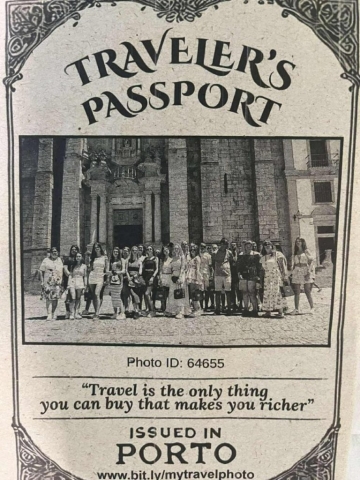 TRAVELER'S
PASSPORT
Photo ID: 64655
“Travel is the only thing
you can buy that makes you richer”
ISSUED IN
PORTO
www.bit.ly/mytravelphoto